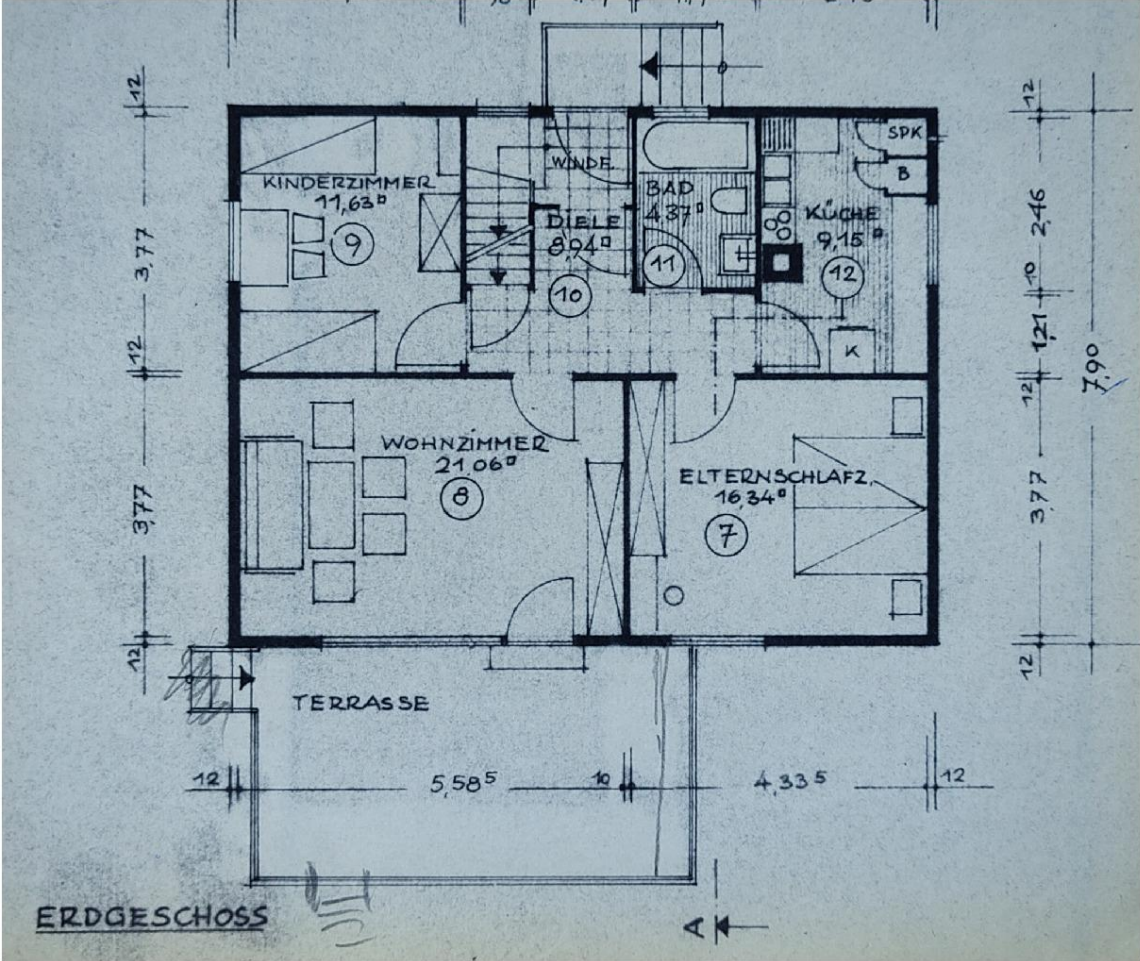 12
12
SPK
WINDE.
B
KINDERZIMMER
11,63
BAD
4,37
DIELE
8,94
KÜCHE
9,15
9
11
12
10
3,77
2,46
10
1,21
7,90
12
K
12
WOHNZIMMER
21,06
8
ELTERNSCHLAFZ.
16,34
7
3,77
3,77
12
12
TERRASSE
12
5,58⁵
10
4,33⁵
12
ERDGESCHOSS
A